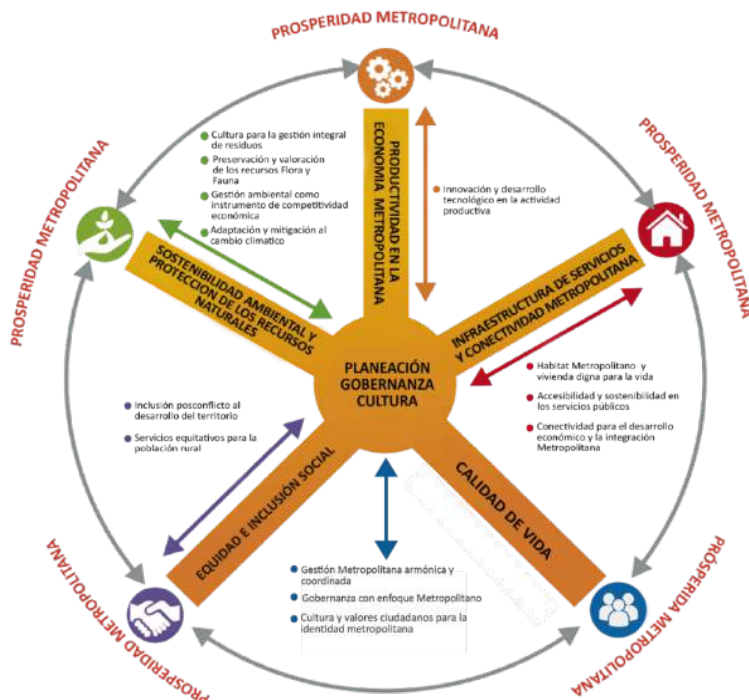 PROSPERIDAD METROPOLITANA
PROSPERIDAD METROPOLITANA
PROSPERIDAD METROPOLITANA
PRODUCTIVIDAD EN LA
ECONOMIA METROPOLITANA
Cultura para la gestión integral
de residuos
Preservación y valoración
de los recursos Flora y
Fauna
Gestión ambiental como
instrumento de competitividad
económica
Adaptación y mitigación al
cambio climatico
Innovación y desarrollo
tecnológico en la actividad
productiva
SOSTENIBILIDAD AMBIENTAL Y
PROTECCION DE LOS RECURSOS
NATURALES
INFRAESTRUCTURA DE SERVICIOS
Y CONECTIVIDAD METROPOLITANA
PLANEACIÓN
GOBERNANZA
CULTURA
Habitat Metropolitano y
vivienda digna para la vida
Accesibilidad y sostenibilidad en
los servicios públicos
Conectividad para el desarrollo
económico y la integración
Metropolitana
Inclusión posconflicto al
desarrollo del territorio
Servicios equitativos para la
población rural
EQUIDAD E INCLUSIÓN SOCIAL
CALIDAD DE VIDA
Gestión Metropolitana armónica y
coordinada
Gobernanza con enfoque Metropolitano
Cultura y valores ciudadanos para la
identidad metropolitana
PROSPERIDAD METROPOLITANA
PRÓSPERIDA METROPOLITANA